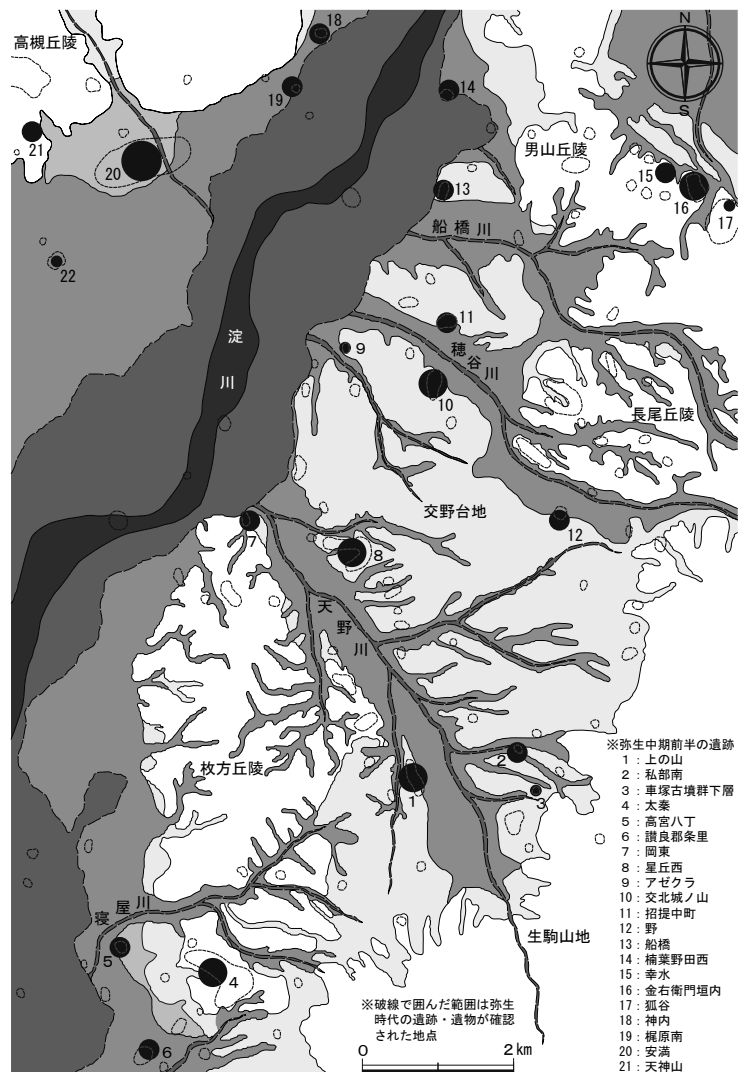 高槻丘陵
18
N
S
19
14
21
20
男山丘陵
15
16
17
13
船橋川
22
淀川
11
9
穂谷川
10
長尾丘陵
交野台地
12
8
天野川
枚方丘陵
2
1
3
寝屋川
5
4
生駒山地
6
※破線で囲んだ範囲は弥生
時代の遺跡・遺物が確認
された地点
0 2km
※弥生中期前半の遺跡
1：上の山
2：私部南
3：車塚古墳群下層
4：太秦
5：高宮八丁
6：讃良郡条里
7：岡東
8：星丘西
9：アゼクラ
10：交北城ノ山
11：招提中町
12：野
13：船橋
14：楠葉野田西
15：幸水
16：金右衛門垣内
17：狐谷
18：神内
19：梶原南
20：安満
21：天神山